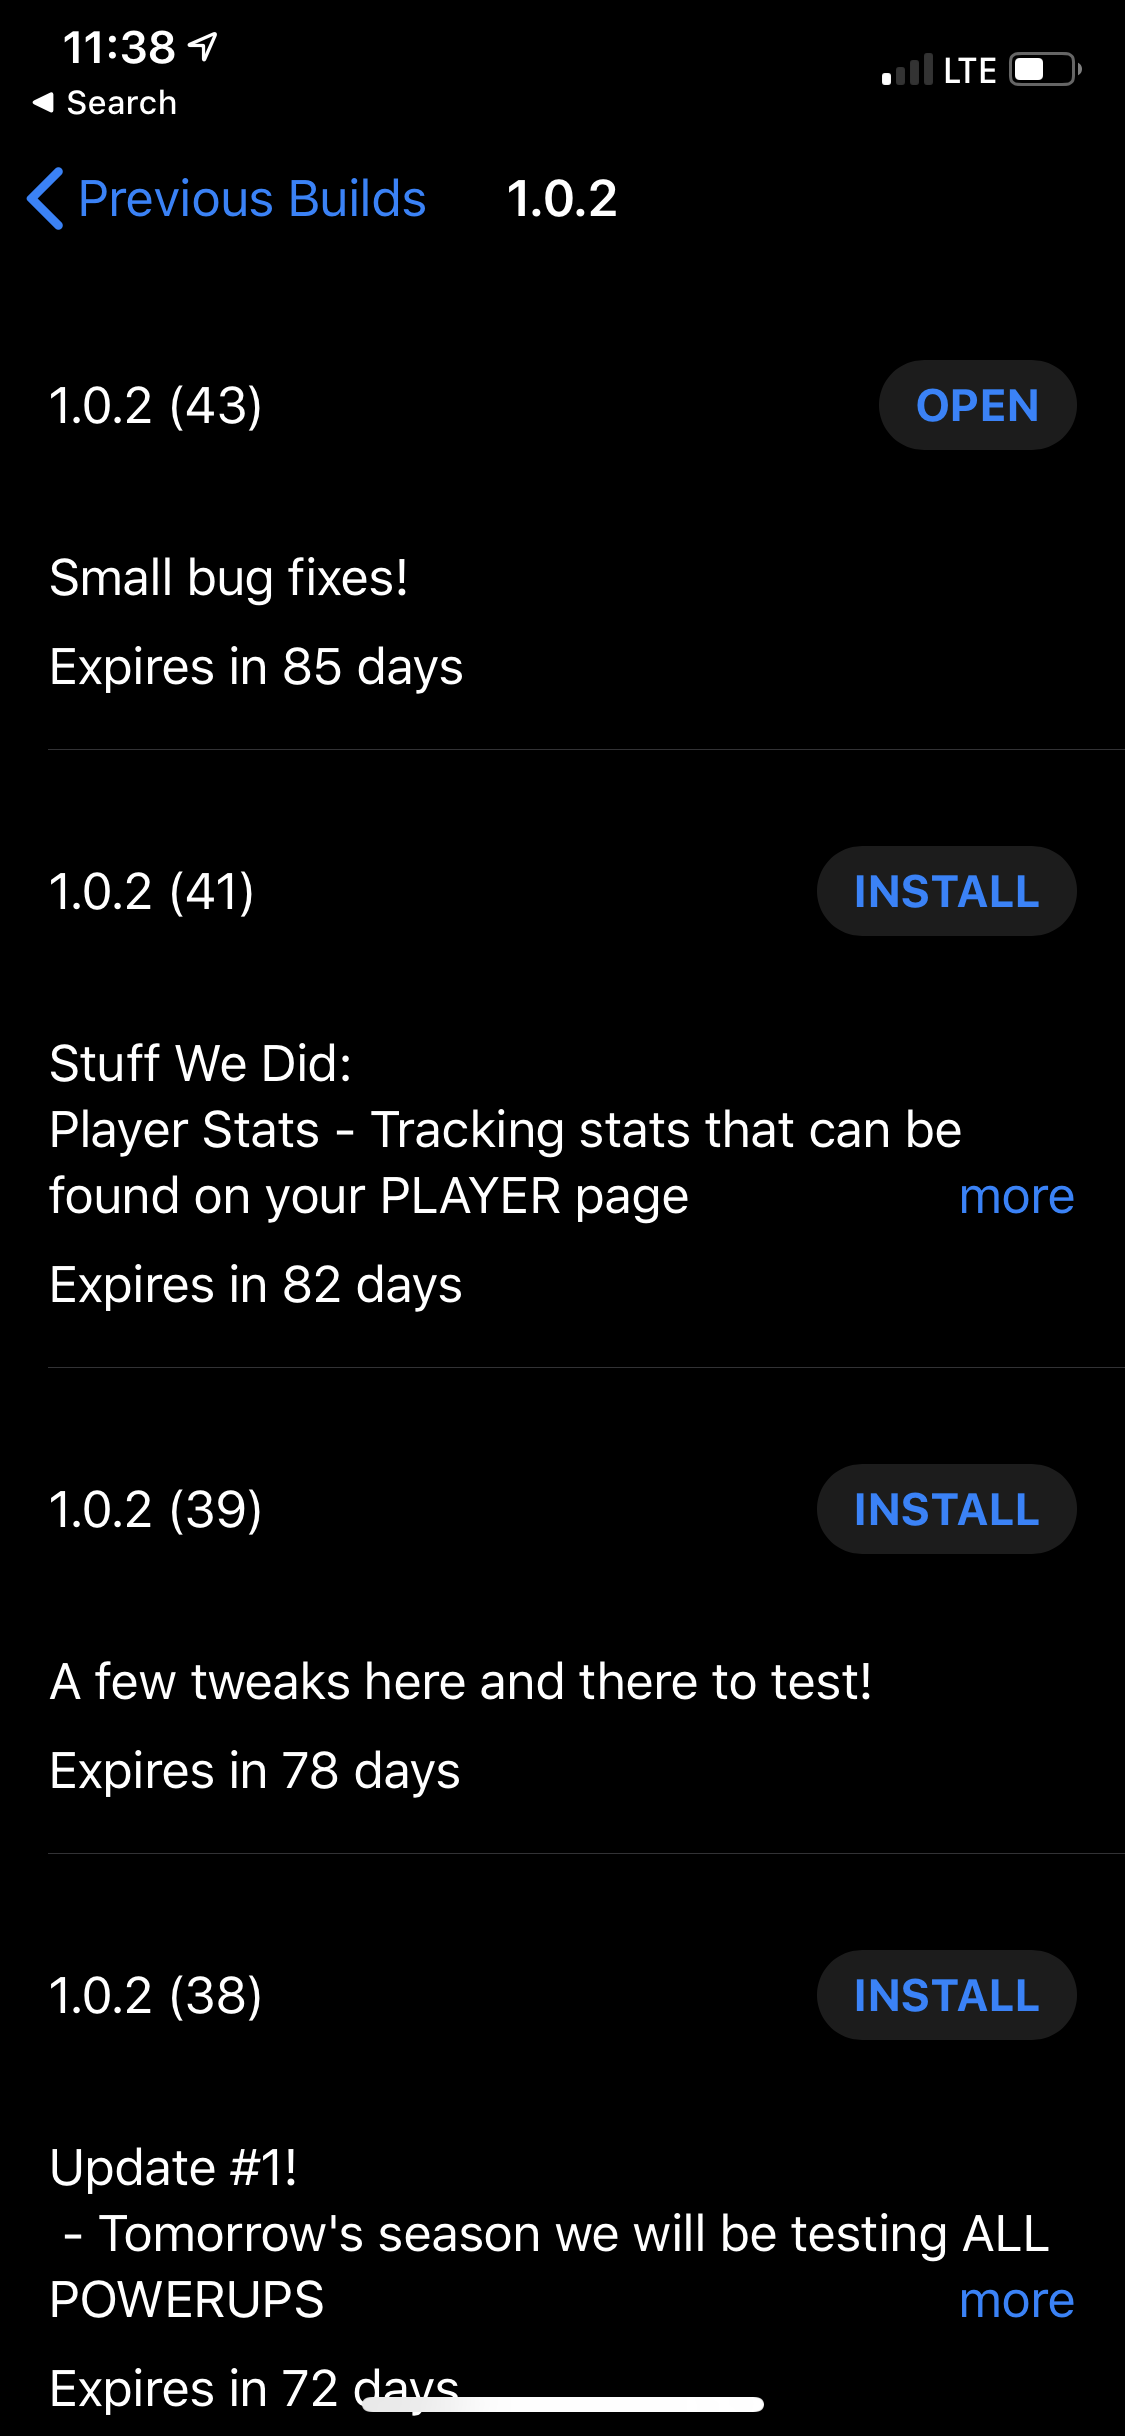 11:38
LTE
Search
Previous Builds
1.0.2
1.0.2 (43)
OPEN
Small bug fixes!
Expires in 85 days
1.0.2 (41)
INSTALL
Stuff We Did:
Player Stats - Tracking stats that can be
found on your PLAYER page
more
Expires in 82 days
1.0.2 (39)
INSTALL
A few tweaks here and there to test!
Expires in 78 days
1.0.2 (38)
INSTALL
Update #1!
- Tomorrow's season we will be testing ALL
POWERUPS
more
Expires in 72 days